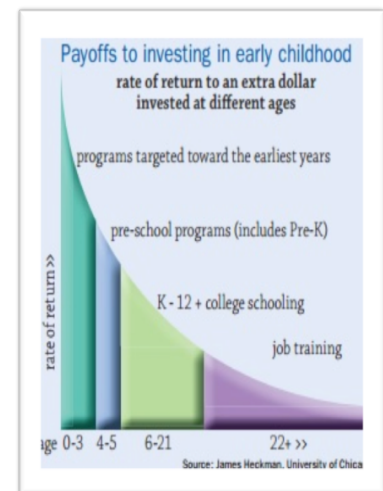 Payoffs to investing in early childhood
rate of return to an extra dollar
invested at different ages
programs targeted toward the earliest years
pre-school programs (includes Pre-K)
K - 12 + college schooling
job training
rate of return >>
age 0-3 4-5 6-21 22+ >>
Source: James Heckman, University of Chica